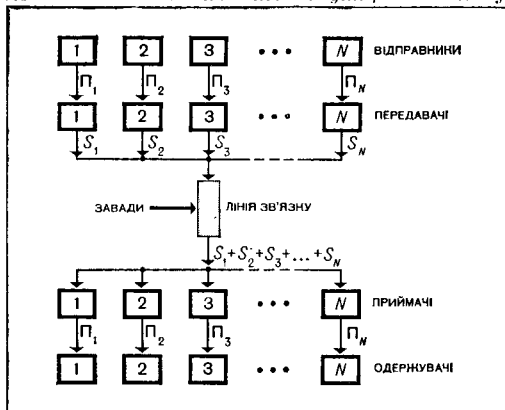 1 2 3 ••• N ВІДПРАВНИКИ
П1 П2 П3 ПN
1 2 3 ••• N ПЕРЕДАВАЧІ
S1 S2 S3 SN
ЗАВАДИ ЛІНІЯ ЗВ'ЯЗКУ
S1+S2+S3+...+SN
1 2 3 ••• N ПРИЙМАЧІ
П1 П2 П3 ПN
1 2 3 ••• N ОДЕРЖУВАЧІ